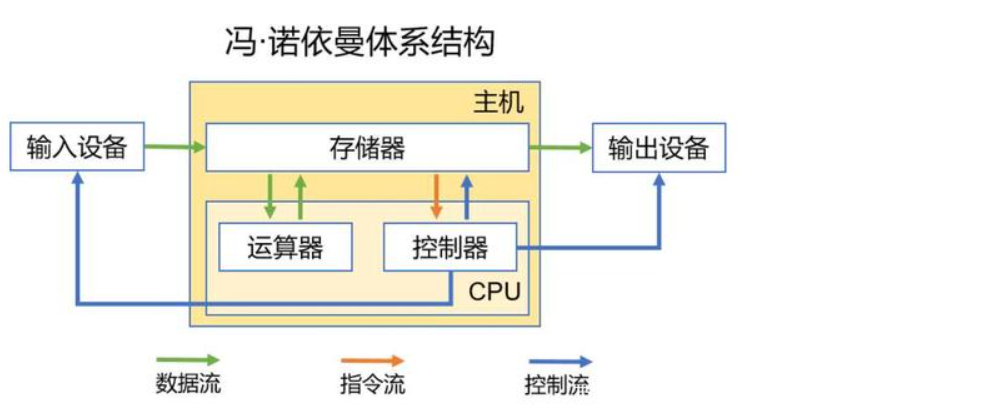 冯·诺依曼体系结构
主机
输入设备
存储器
输出设备
运算器
控制器
CPU
数据流
指令流
控制流